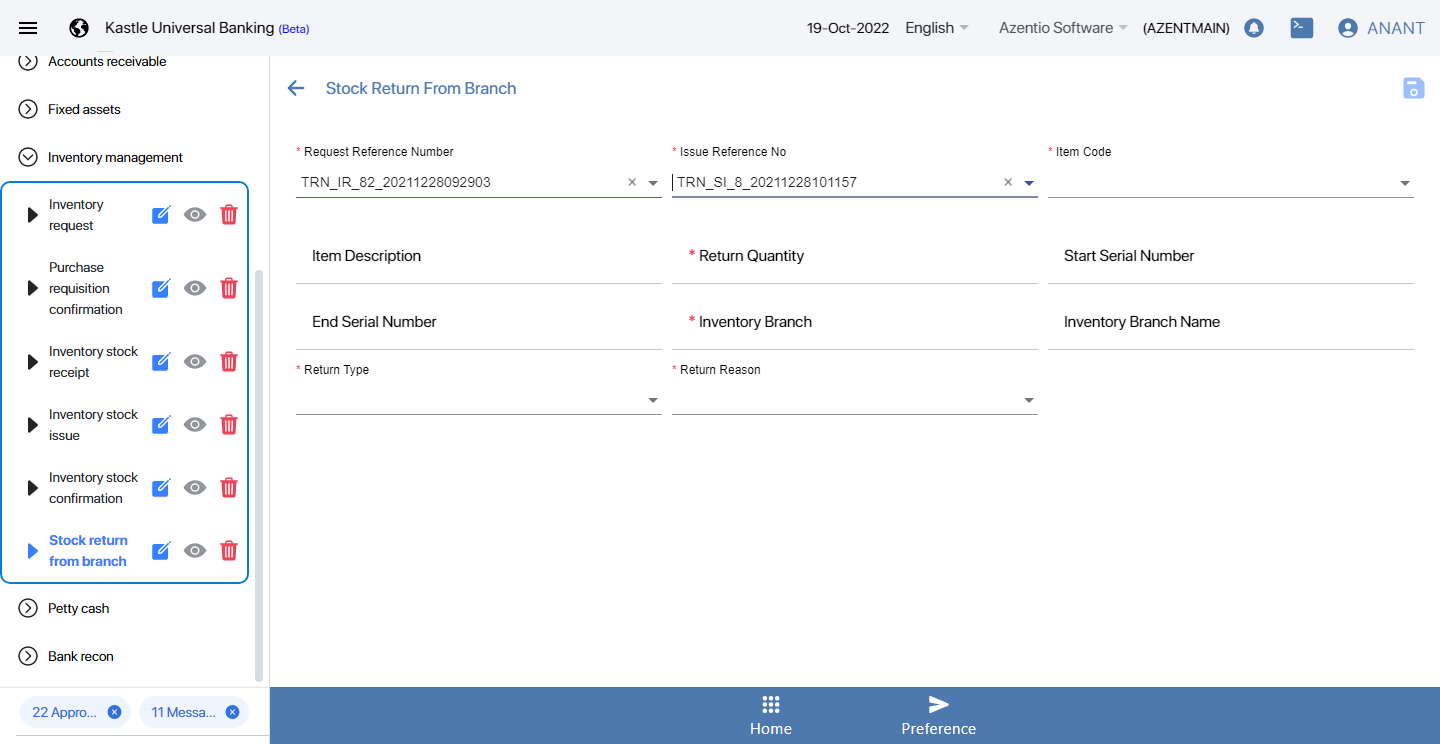 Kastle Universal Banking (Beta)
19-Oct-2022
English
Azentio Software
(AZENTMAIN)
ANANT
Accounts receivable
Fixed assets
Inventory management
Inventory
request
Purchase
requisition
confirmation
Inventory stock
receipt
Inventory stock
issue
Inventory stock
confirmation
Stock return
from branch
Petty cash
Bank recon
22 Appro...
11 Messa...
Stock Return From Branch
* Request Reference Number
TRN_IR_82_20211228092903
* Issue Reference No
TRN_SI_8_20211228101157
* Item Code
Item Description
* Return Quantity
Start Serial Number
End Serial Number
* Inventory Branch
Inventory Branch Name
* Return Type
* Return Reason
Home
Preference